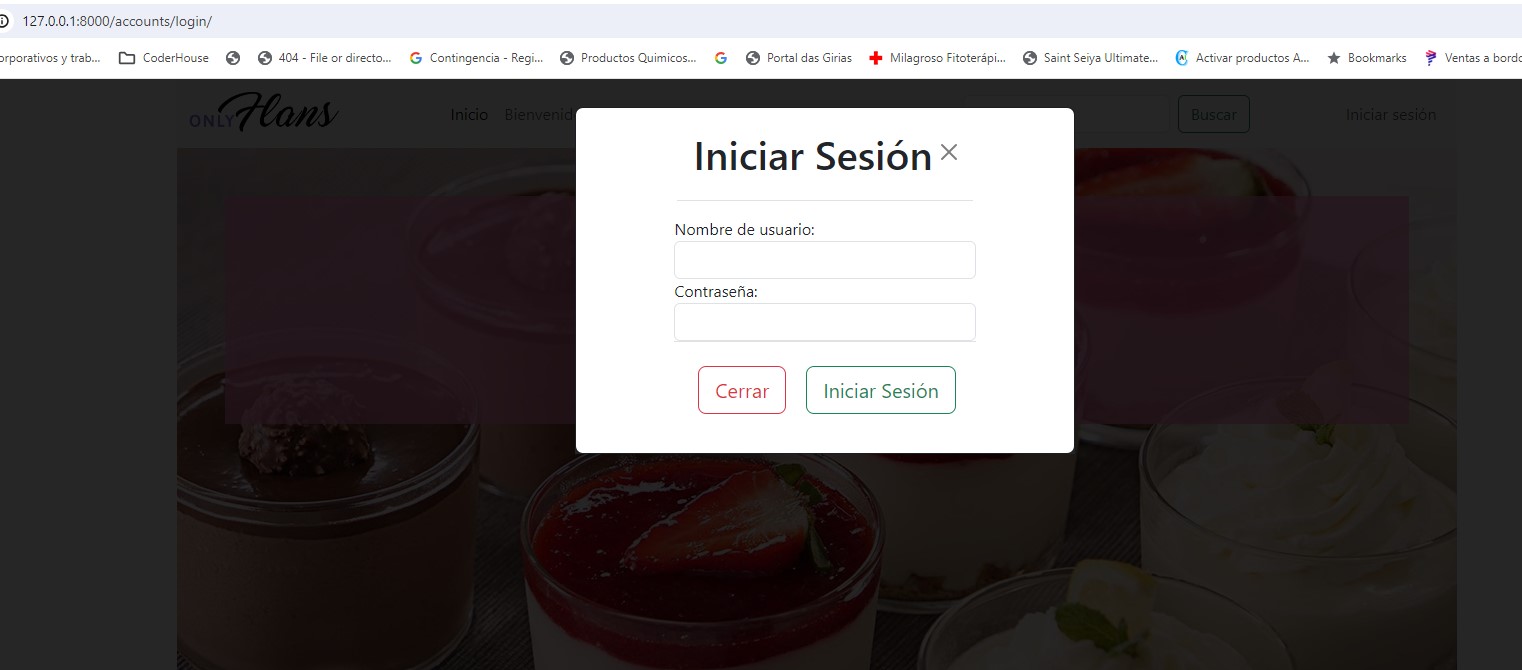 127.0.0.1:8000/accounts/login/
orporativos y trab... CoderHouse 404 - File or directo... Contingencia - Regi... Productos Quimicos... Portal das Girias Milagroso Fitoterápi... Saint Seiya Ultimate... Activar productos A... Bookmarks Ventas a bordo
ONLY Flans Inicio Bienvenid Buscar Iniciar sesión
Iniciar Sesión
Nombre de usuario:
Contraseña:
Cerrar Iniciar Sesión